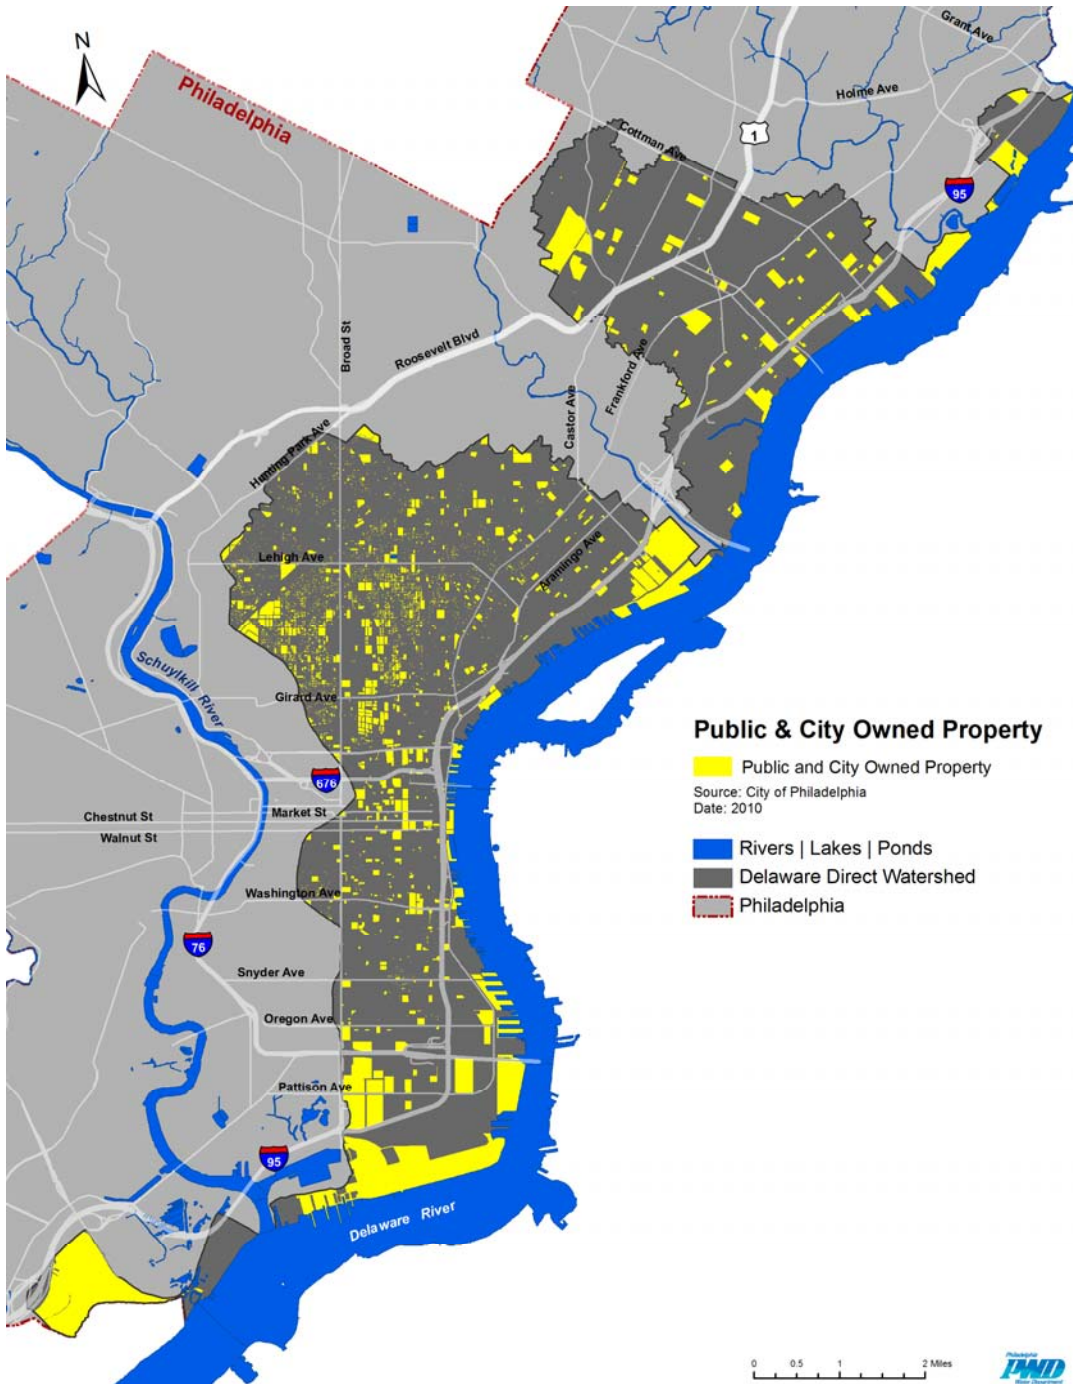 N
Grant Ave
Holme Ave
Philadelphia
Cottman Ave
1
95
Broad St
Roosevelt Blvd
Frankford Ave
Castor Ave
Hunting Park Ave
Lehigh Ave
Aramingo Ave
Schuylkill River
Girard Ave
Public & City Owned Property
Public and City Owned Property
Source: City of Philadelphia
Date: 2010
676
Chestnut St
Market St
Walnut St
Rivers | Lakes | Ponds
Delaware Direct Watershed
Philadelphia
Washington Ave
76
Snyder Ave
Oregon Ave
Pattison Ave
95
Delaware River
0 0.5 1 2 Miles
Philadelphia
PWD
Water Department